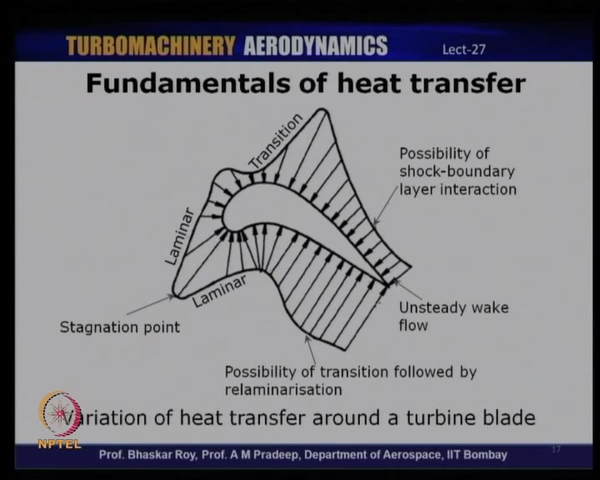 TURBOMACHINERY AERODYNAMICS
Lect-27
Fundamentals of heat transfer
Transition
Possibility of
shock-boundary
layer interaction
Laminar
Laminar
Stagnation point
Unsteady wake
flow
Possibility of transition followed by
relaminarisation
Variation of heat transfer around a turbine blade
NPTEL
Prof. Bhaskar Roy, Prof. A M Pradeep, Department of Aerospace, IIT Bombay
17